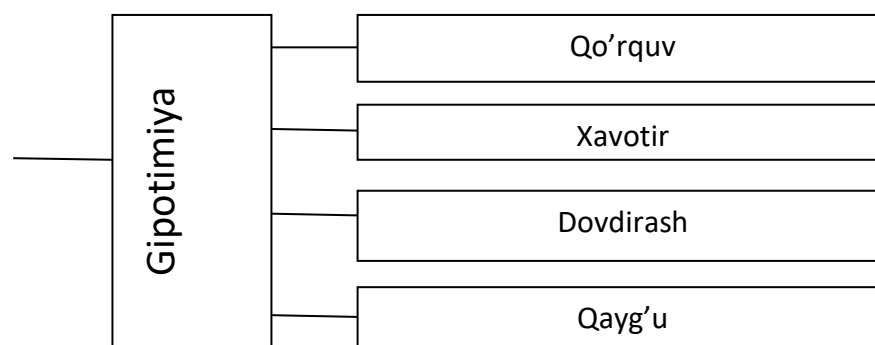 Gipotimiya
Qo’rquv
Xavotir
Dovdirash
Qayg’u